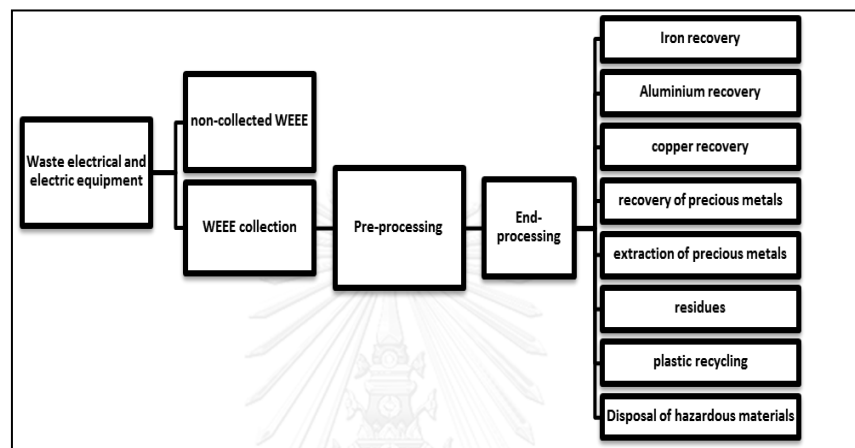 Waste electrical and
electric equipment
non-collected WEEE
WEEE collection
Pre-processing
End-
processing
Iron recovery
Aluminium recovery
copper recovery
recovery of precious metals
extraction of precious metals
residues
plastic recycling
Disposal of hazardous materials